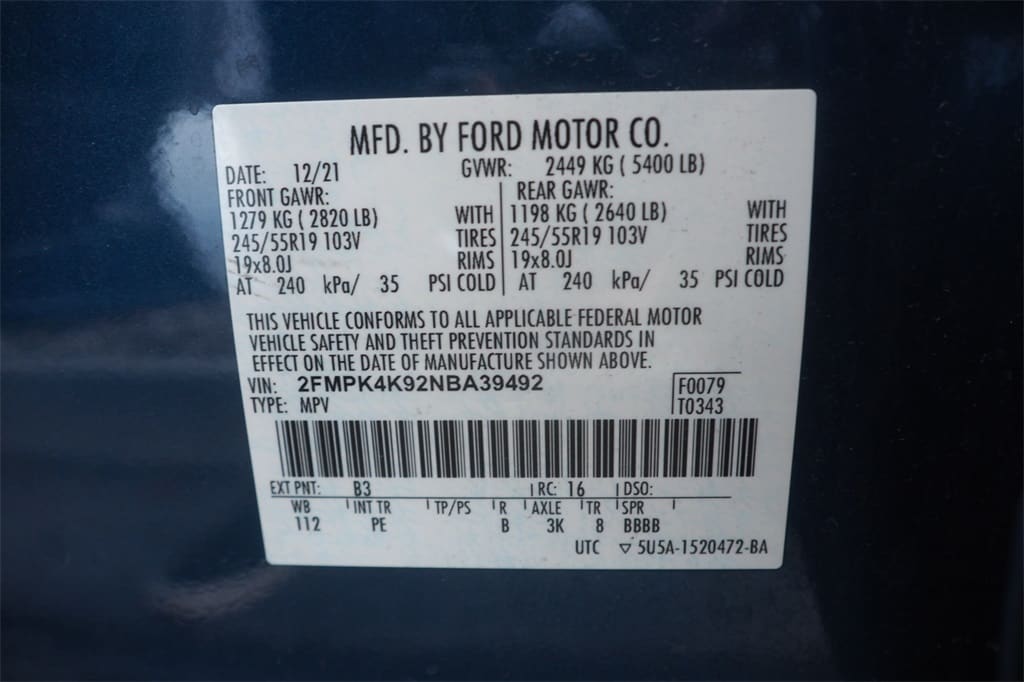 MFD. BY FORD MOTOR CO.
DATE: 12/21 GVWR: 2449 KG ( 5400 LB)
FRONT GAWR: REAR GAWR:
1279 KG ( 2820 LB) WITH 1198 KG ( 2640 LB) WITH
245/55R19 103V TIRES 245/55R19 103V TIRES
19x8.0J RIMS 19x8.0J RIMS
AT 240 kPa/ 35 PSI COLD AT 240 kPa/ 35 PSI COLD
THIS VEHICLE CONFORMS TO ALL APPLICABLE FEDERAL MOTOR
VEHICLE SAFETY AND THEFT PREVENTION STANDARDS IN
EFFECT ON THE DATE OF MANUFACTURE SHOWN ABOVE.
VIN: 2FMPK4K92NBA39492 F0079
TYPE: MPV T0343
EXT PNT: B3 RC: 16 DSO:
WB INT TR TP/PS R AXLE TR SPR
112 PE B 3K 8 BBBB
UTC ▽ 5U5A-1520472-BA